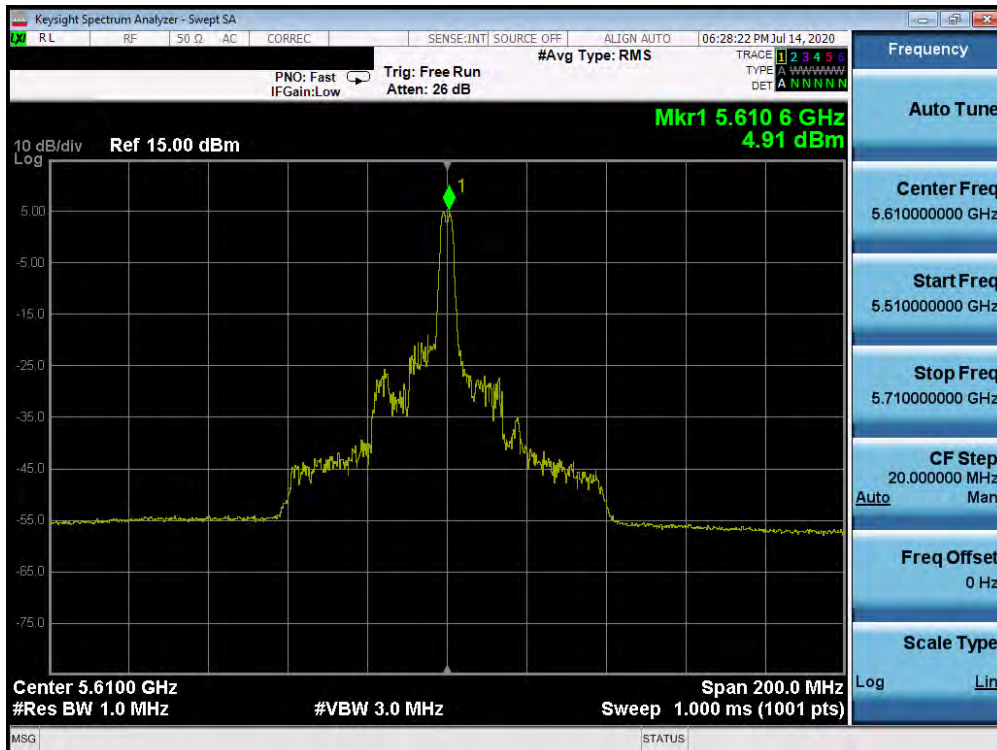 Keysight Spectrum Analyzer - Swept SA
LXI RL RF 50 Ω AC CORREC SENSE:INT SOURCE OFF ALIGN AUTO 06:28:22 PM Jul 14, 2020
#Avg Type: RMS
TRACE 1 2 3 4 5 6
PNO: Fast Trig: Free Run TYPE A WWWWW
IFGain:Low Atten: 26 dB DET A N N N N N
Mkr1 5.610 6 GHz
4.91 dBm
10 dB/div Ref 15.00 dBm
Log
1
5.00
-5.00
-15.0
-25.0
-35.0
-45.0
-55.0
-65.0
-75.0
Center 5.6100 GHz Span 200.0 MHz
#Res BW 1.0 MHz #VBW 3.0 MHz Sweep 1.000 ms (1001 pts)
MSG STATUS
Frequency
Auto Tune
Center Freq
5.610000000 GHz
Start Freq
5.510000000 GHz
Stop Freq
5.710000000 GHz
CF Step
20.000000 MHz
Auto Man
Freq Offset
0 Hz
Scale Type
Log Lin